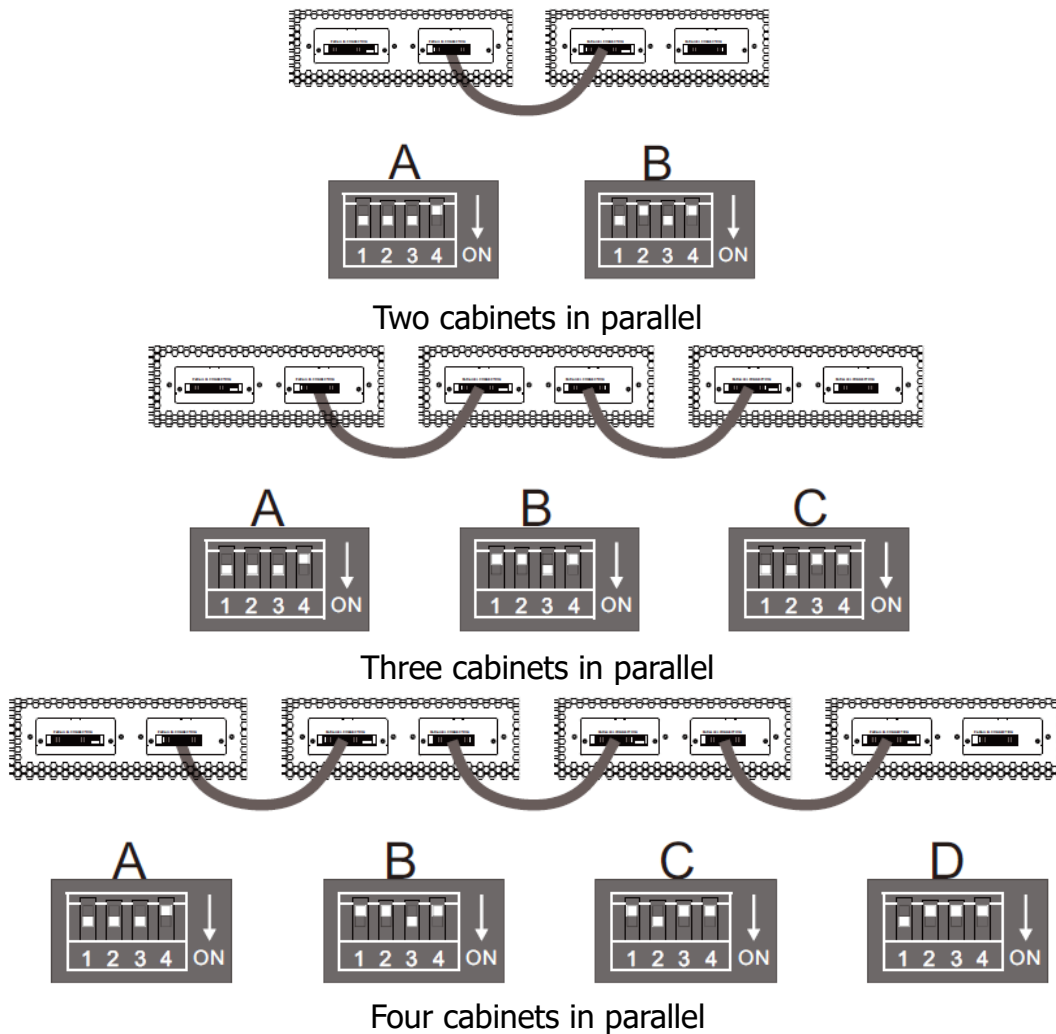 A B
1 2 3 4 ON 1 2 3 4 ON
Two cabinets in parallel
A B C
1 2 3 4 ON 1 2 3 4 ON 1 2 3 4 ON
Three cabinets in parallel
A B C D
1 2 3 4 ON 1 2 3 4 ON 1 2 3 4 ON 1 2 3 4 ON
Four cabinets in parallel